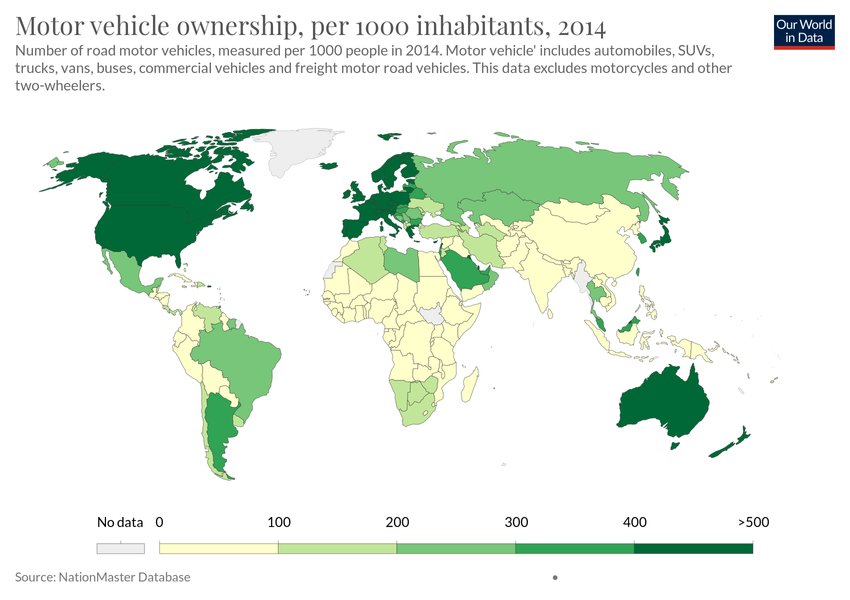 Motor vehicle ownership, per 1000 inhabitants, 2014
Our World
in Data
Number of road motor vehicles, measured per 1000 people in 2014. Motor vehicle' includes automobiles, SUVs,
trucks, vans, buses, commercial vehicles and freight motor road vehicles. This data excludes motorcycles and other
two-wheelers.
No data 0 100 200 300 400 >500
Source: NationMaster Database